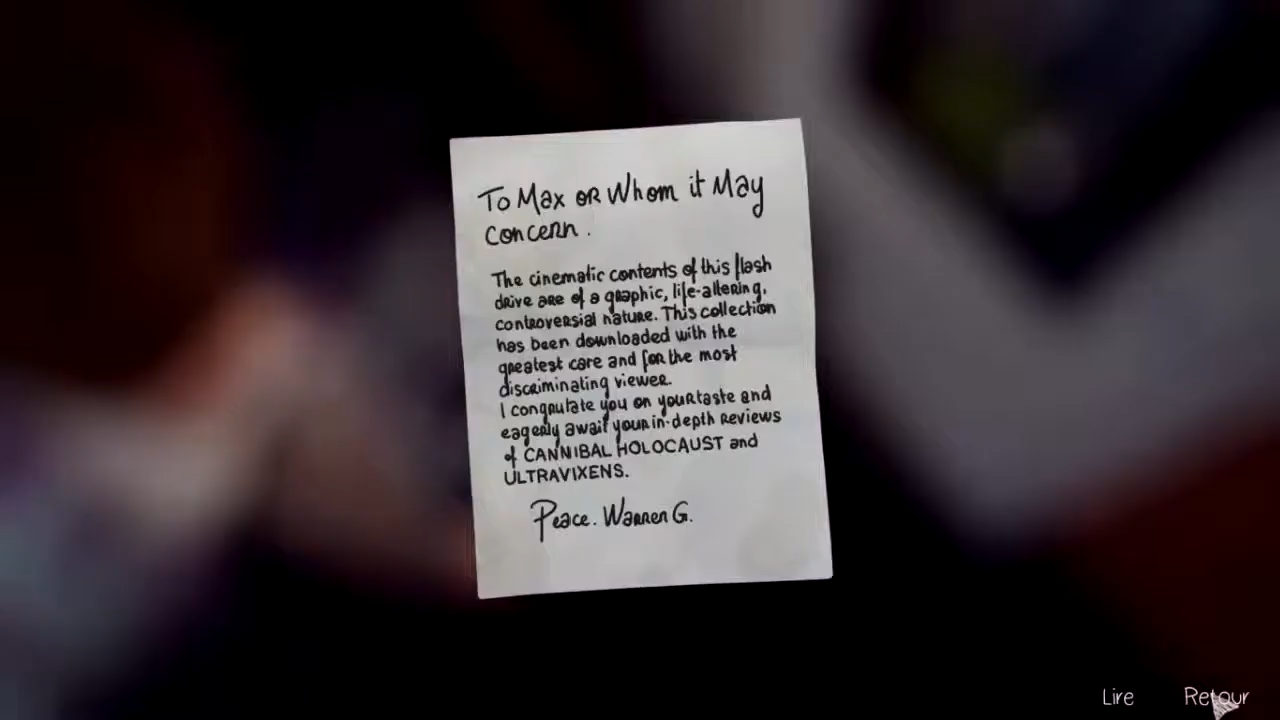 To Max or Whom it May
Concern.
The cinematic contents of this flash
drive are of a graphic, life-altering,
controversial nature. This collection
has been downloaded with the
greatest care and for the most
discriminating viewer.
I congrulate you on your taste and
eagerly await your in-depth reviews
of CANNIBAL HOLOCAUST and
ULTRAVIXENS.
Peace. Warren G.
Lire Retour